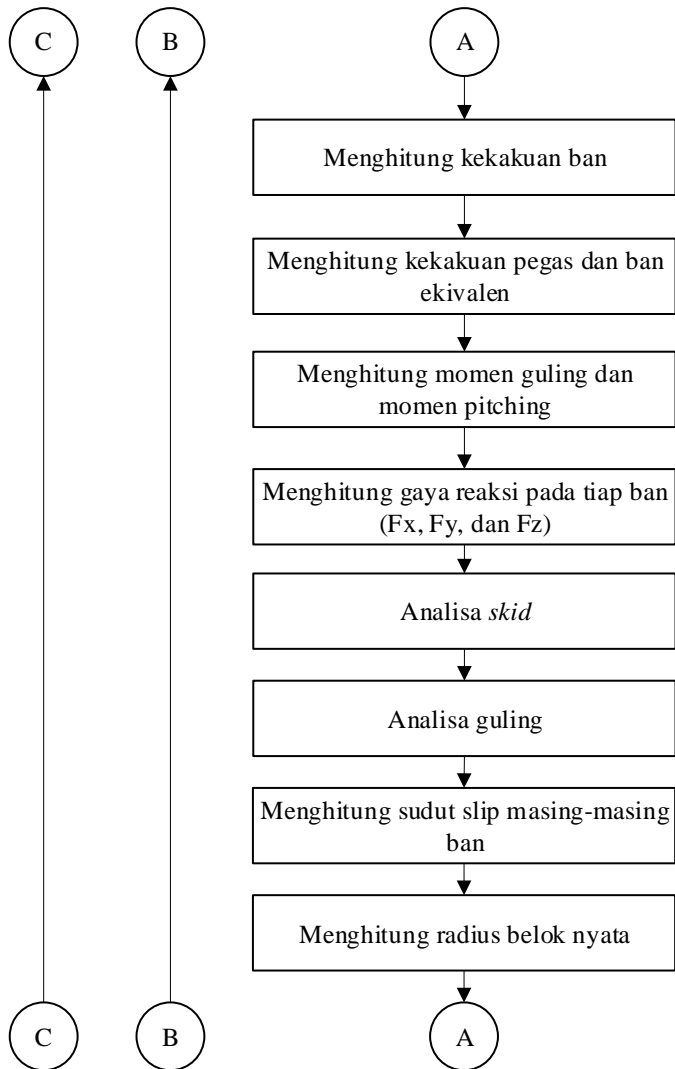 C
B
A
Menghitung kekakuan ban
Menghitung kekakuan pegas dan ban
ekivalen
Menghitung momen guling dan
momen pitching
Menghitung gaya reaksi pada tiap ban
(Fx, Fy, dan Fz)
Analisa skid
Analisa guling
Menghitung sudut slip masing-masing
ban
Menghitung radius belok nyata
C
B
A